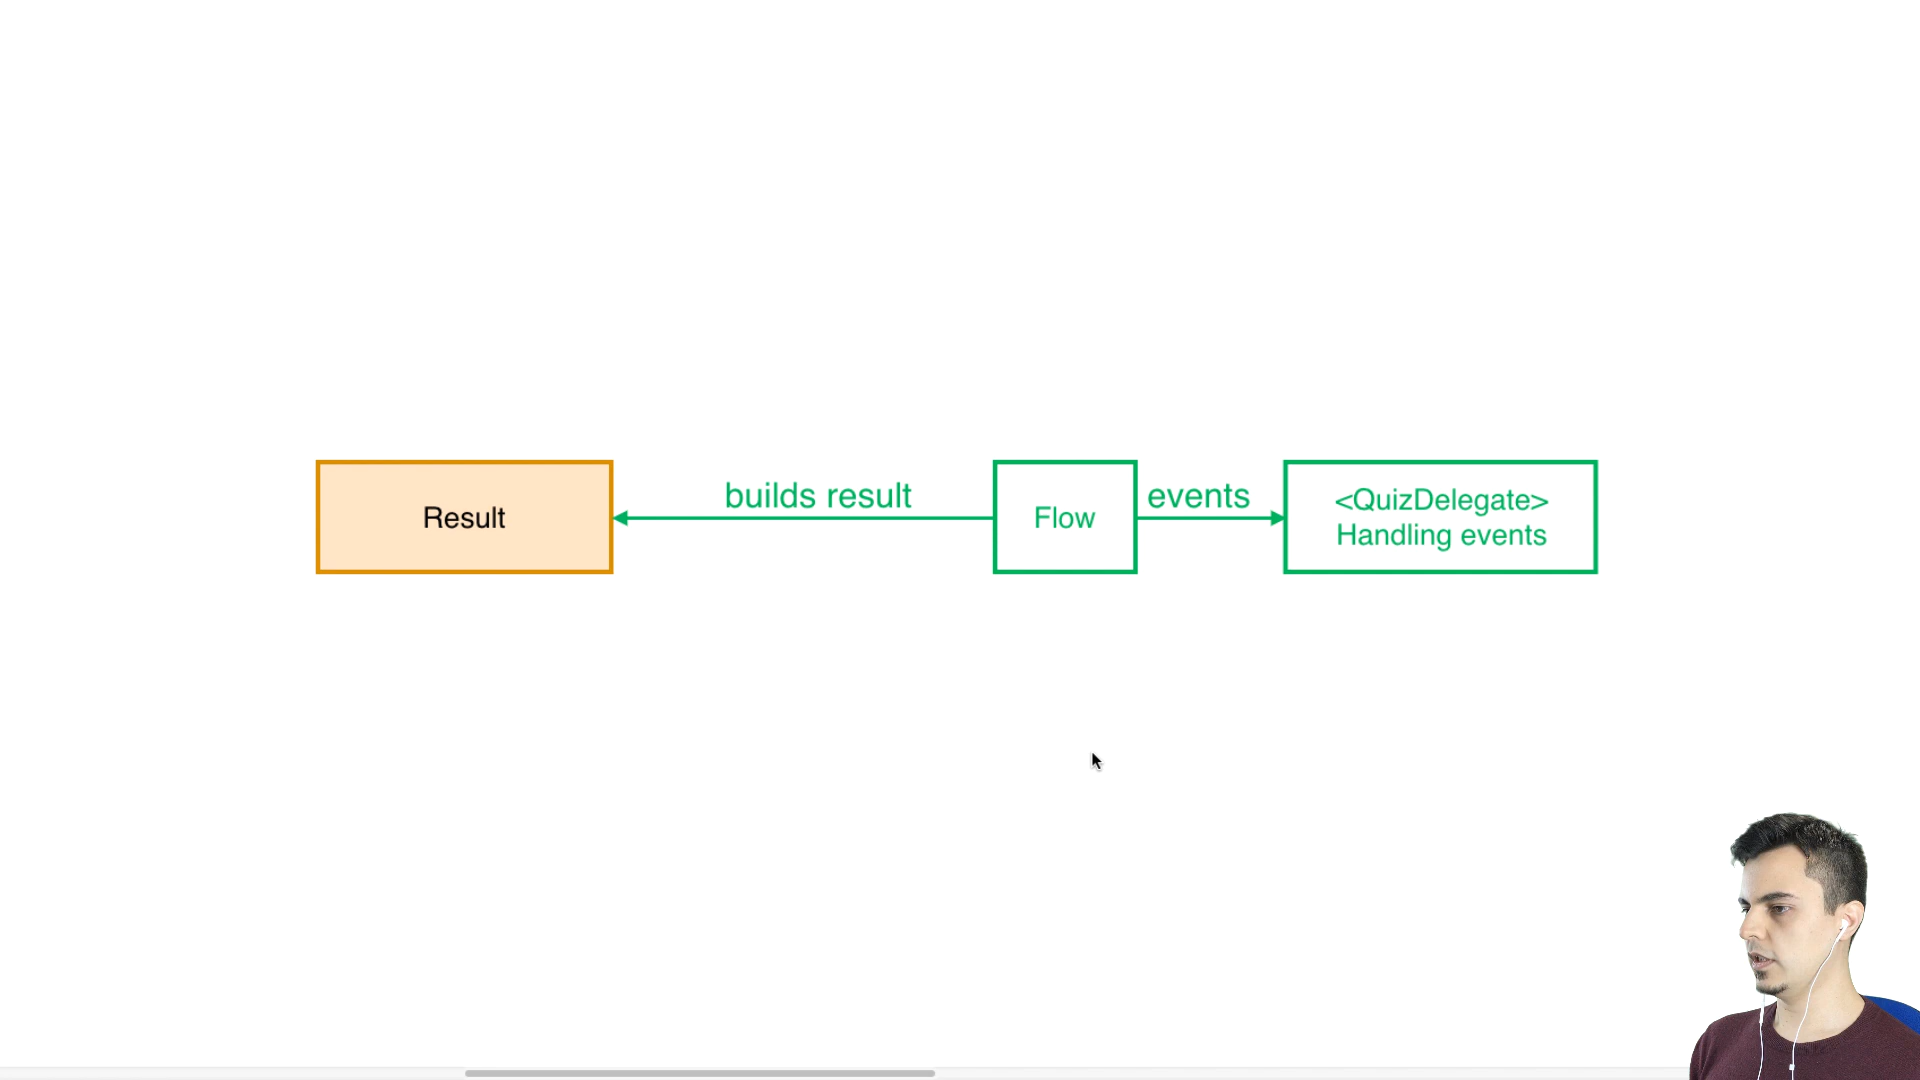 Result
builds result
Flow
events
<QuizDelegate>
Handling events